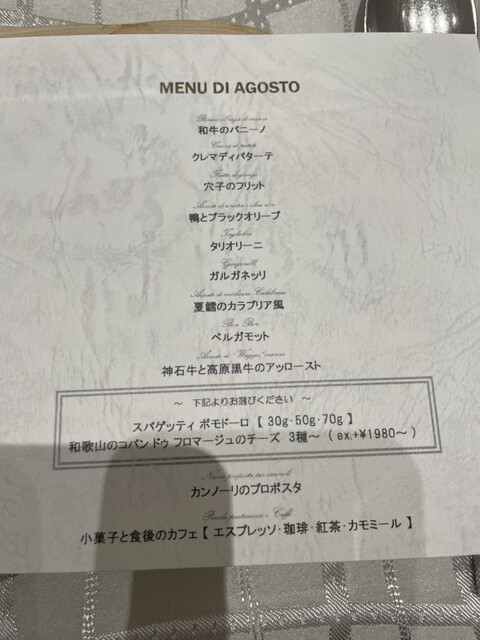 MENU DI AGOSTO
和牛のパニーノ
クレマディパターテ
穴子のフリット
鴨とブラックオリーブ
Tagliolini
タリオリーニ
Garganelli
ガルガネッリ
夏鱈のカラブリア風
Bon Bon
ベルガモット
神石牛と高原黒牛のアッロースト
～ 下記よりお選びください ～
スパゲッティ ポモドーロ【 30g・50g・70g 】
和歌山のコパンドゥ フロマージュのチーズ 3種～ ( ex.+¥1980～ )
カンノーリのプロポスタ
小菓子と食後のカフェ【 エスプレッソ・珈琲・紅茶・カモミール 】